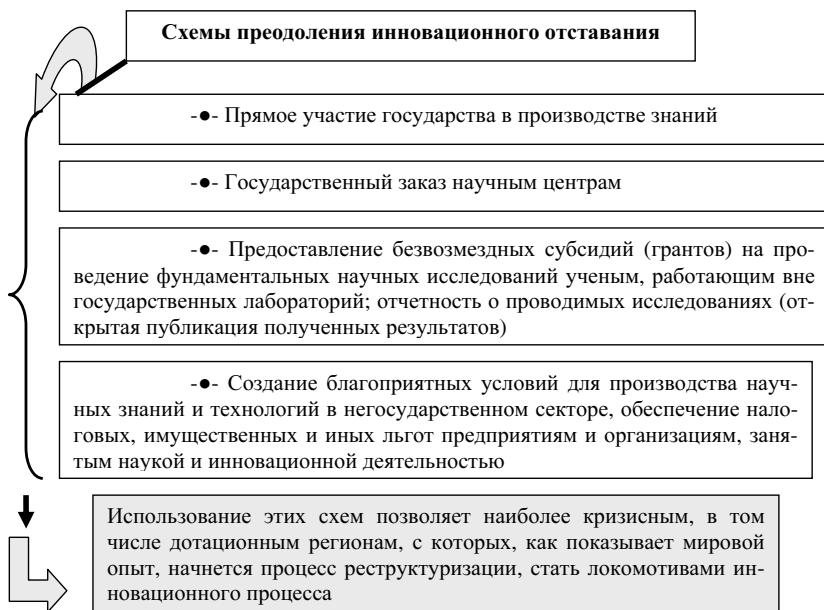 Схемы преодоления инновационного отставания
-●- Прямое участие государства в производстве знаний
-●- Государственный заказ научным центрам
-●- Предоставление безвозмездных субсидий (грантов) на про-
ведение фундаментальных научных исследований ученым, работающим вне
государственных лабораторий; отчетность о проводимых исследованиях (от-
крытая публикация полученных результатов)
-●- Создание благоприятных условий для производства науч-
ных знаний и технологий в негосударственном секторе, обеспечение нало-
говых, имущественных и иных льгот предприятиям и организациям, заня-
тым наукой и инновационной деятельностью
Использование этих схем позволяет наиболее кризисным, в том
числе дотационным регионам, с которых, как показывает мировой
опыт, начнется процесс реструктуризации, стать локомотивами ин-
новационного процесса